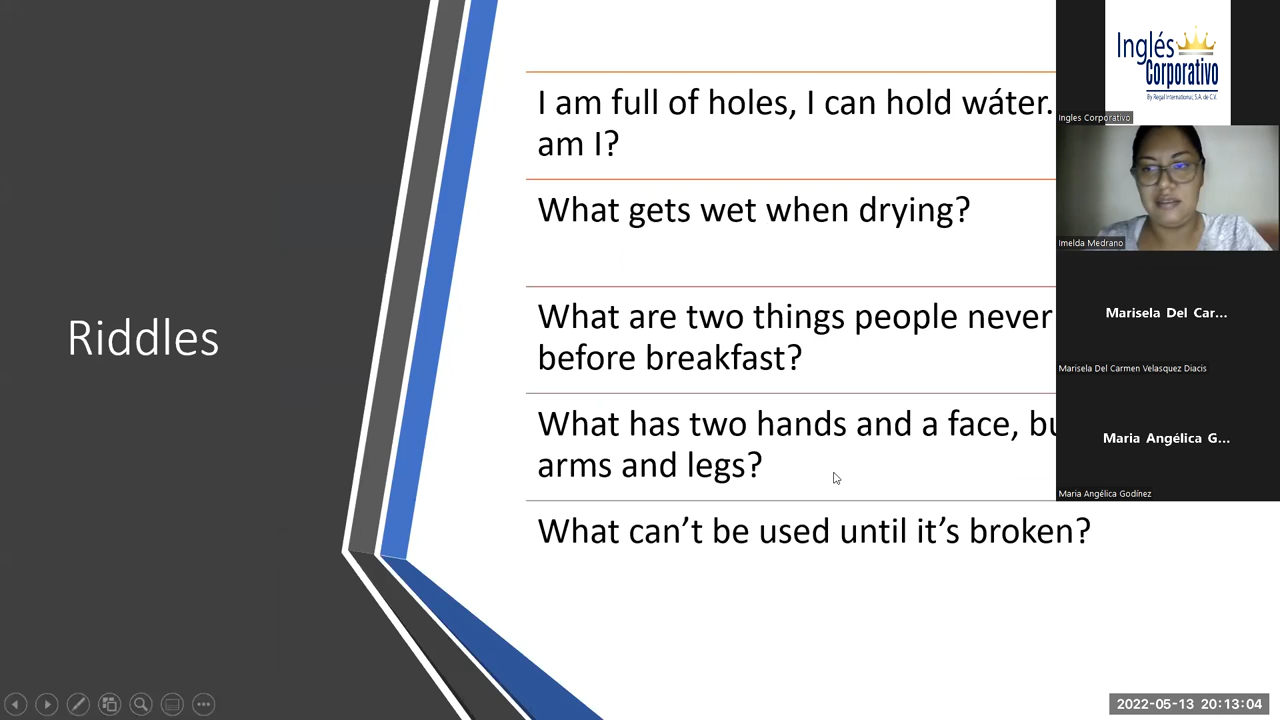 Riddles
I am full of holes, I can hold wáter.
am I?
What gets wet when drying?
What are two things people never
before breakfast?
What has two hands and a face, bu
arms and legs?
What can't be used until it's broken?
Inglés
Corporativo
By Regal International, S.A. de C.V.
Ingles Corporativo
Imelda Medrano
Marisela Del Car...
Marisela Del Carmen Velasquez Diacis
Maria Angélica G...
Maria Angélica Godínez
2022-05-13 20:13:04